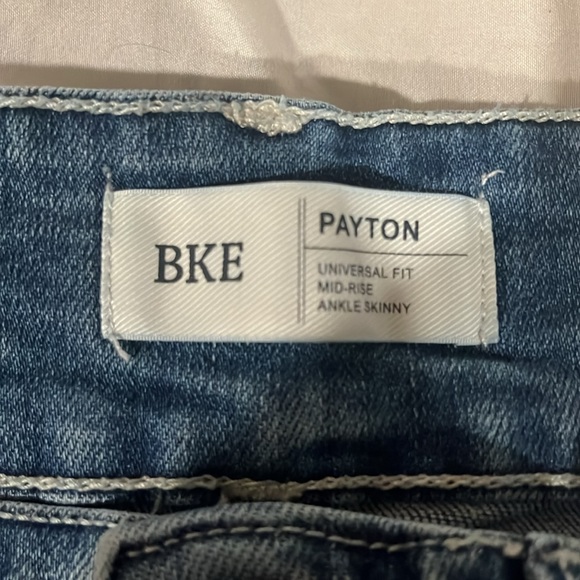 BKE
PAYTON
UNIVERSAL FIT
MID-RISE
ANKLE SKINNY